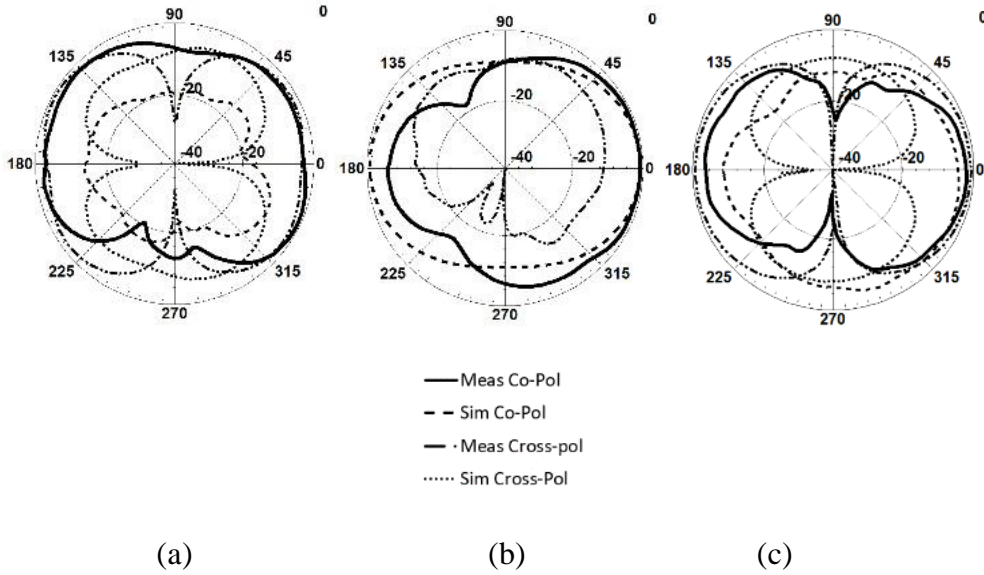 90 0 90 0 90 0
135 45 135 45 135 45
-20 -20 -20
180 -40 -20 0 180 -40 -20 0 180 -40 -20 0
225 315 225 315 225 315
270 270 270
Meas Co-Pol
Sim Co-Pol
Meas Cross-pol
Sim Cross-Pol
(a) (b) (c)